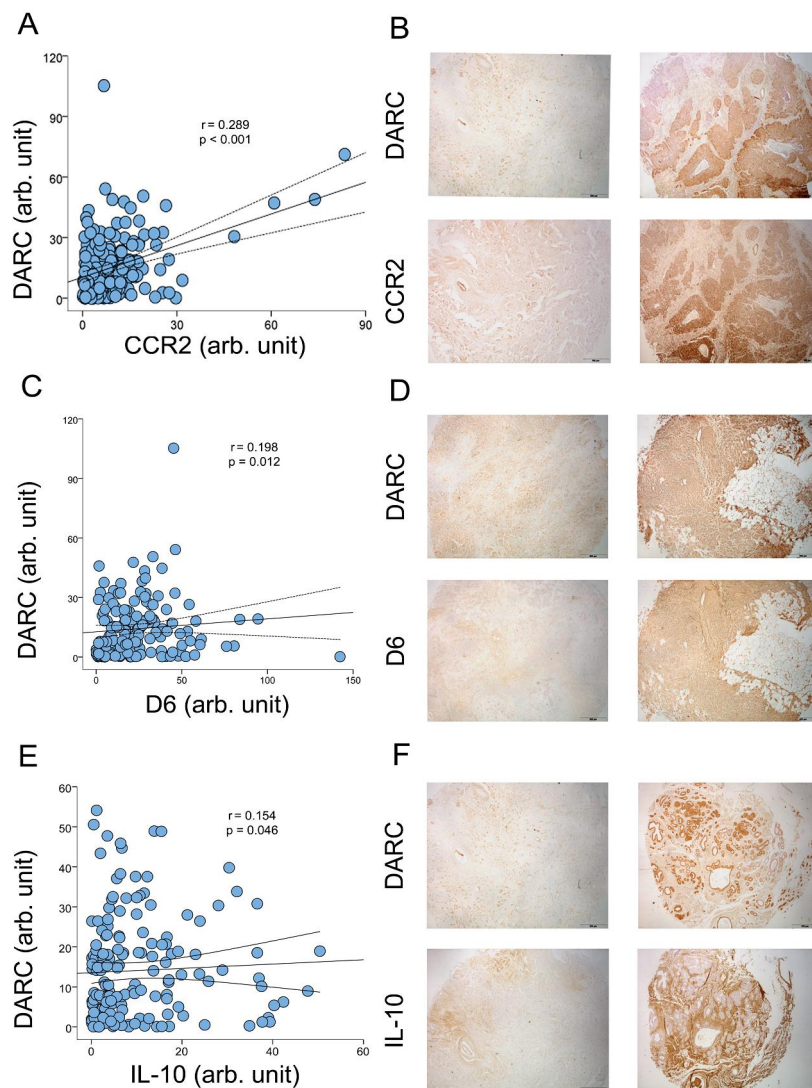 A
120
90
60
30
0
r = 0.289
p < 0.001
DARC (arb. unit)
0
30
60
90
CCR2 (arb. unit)
B
DARC
CCR2
C
120
90
60
30
0
r = 0.198
p = 0.012
DARC (arb. unit)
0
50
100
150
D6 (arb. unit)
D
DARC
D6
E
60
50
40
30
20
10
0
r = 0.154
p = 0.046
DARC (arb. unit)
0
20
40
60
IL-10 (arb. unit)
F
DARC
IL-10